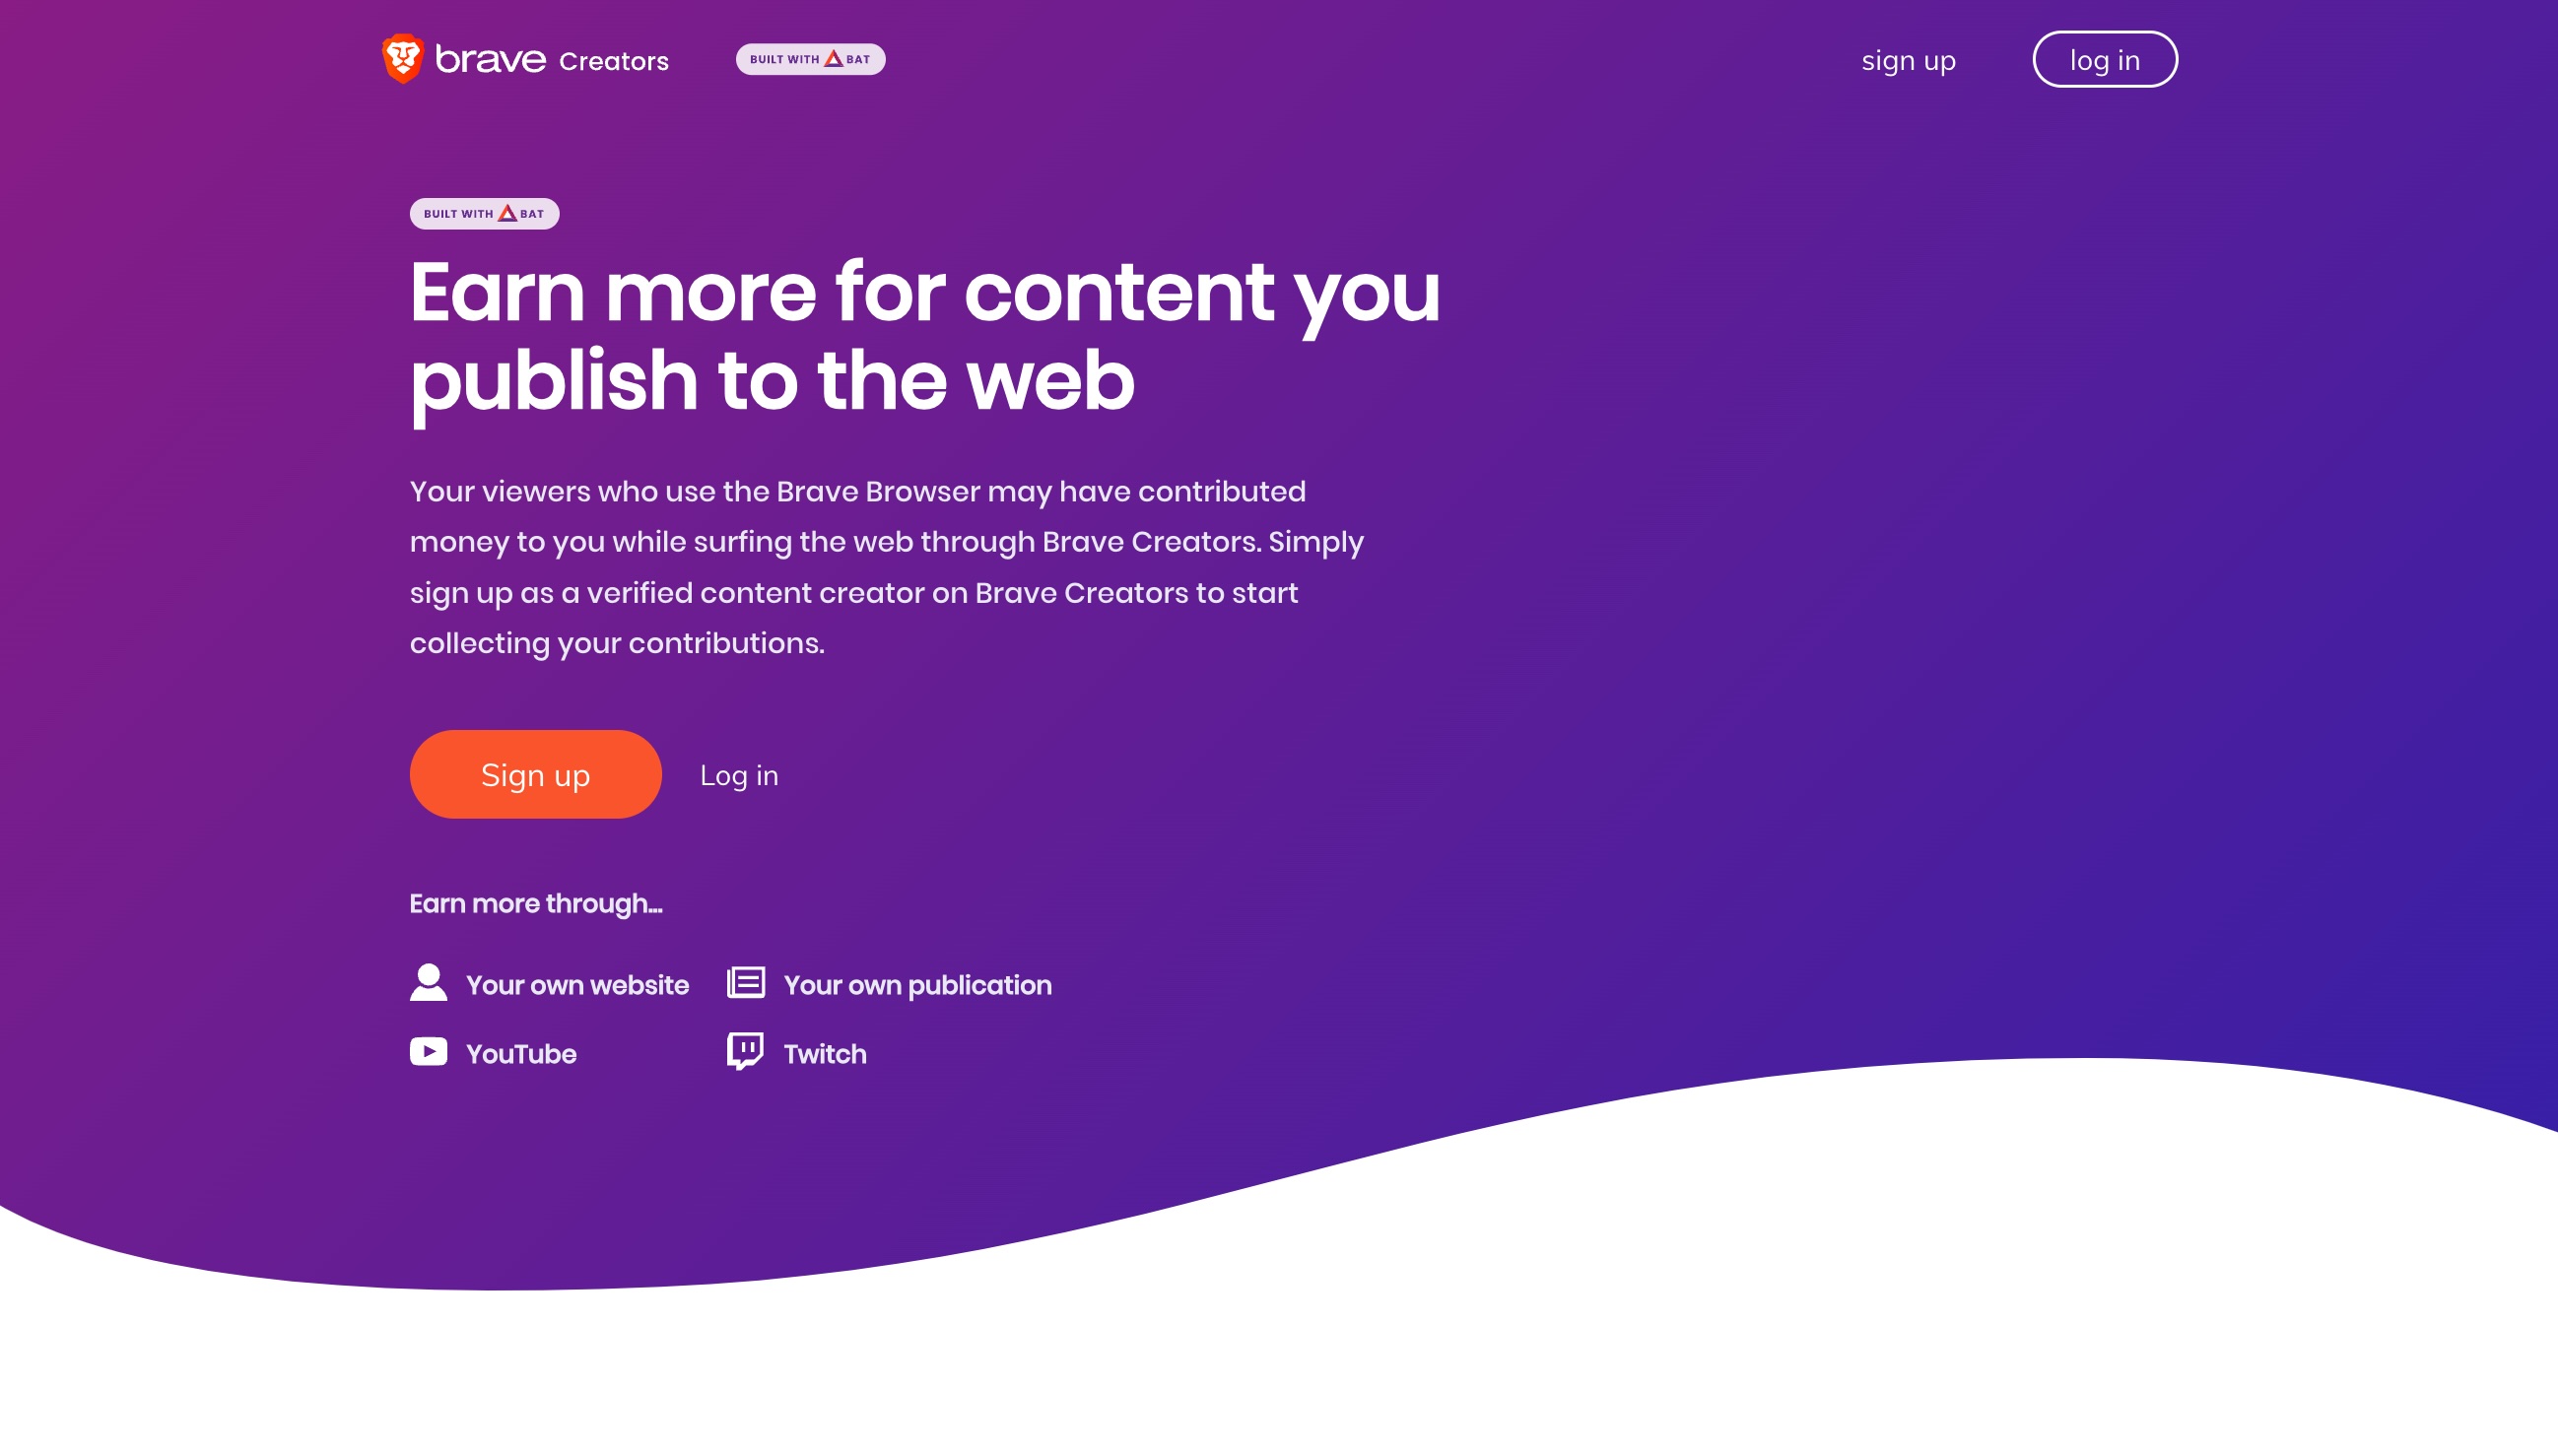 brave Creators
BUILT WITH BAT
sign up
log in
BUILT WITH BAT
Earn more for content you
publish to the web
Your viewers who use the Brave Browser may have contributed
money to you while surfing the web through Brave Creators. Simply
sign up as a verified content creator on Brave Creators to start
collecting your contributions.
Sign up
Log in
Earn more through...
Your own website
Your own publication
YouTube
Twitch